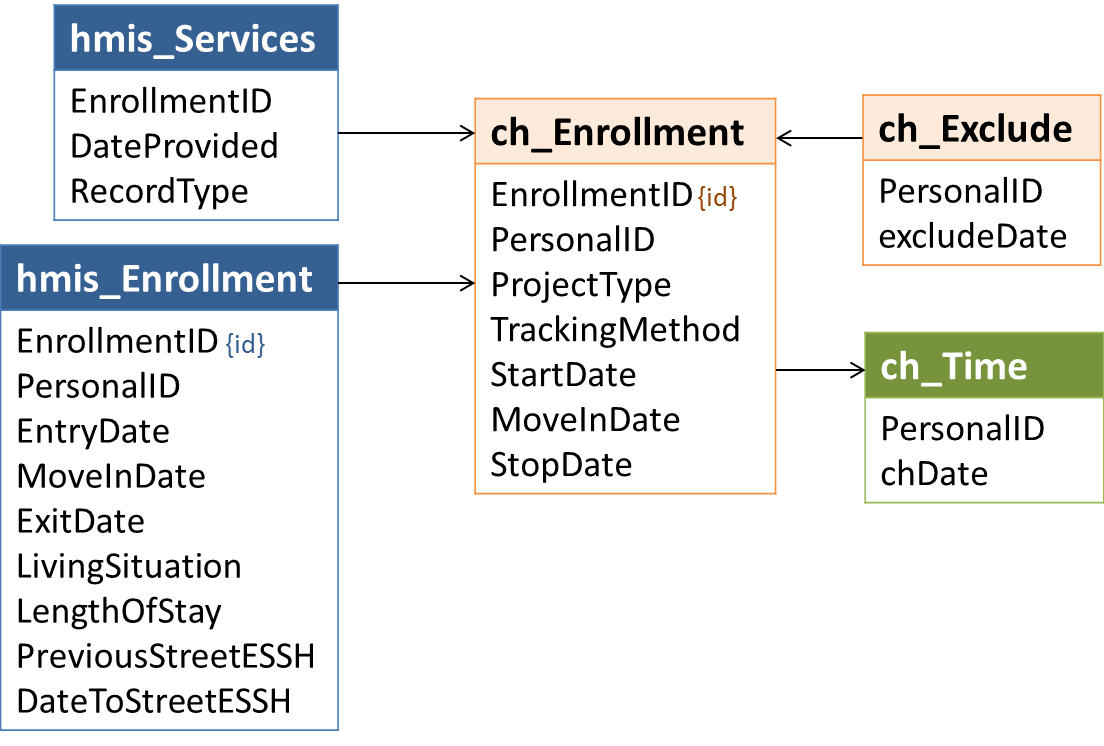 hmis_Services
EnrollmentID
DateProvided
RecordType
hmis_Enrollment
EnrollmentID {id}
PersonalID
EntryDate
MoveInDate
ExitDate
LivingSituation
LengthOfStay
PreviousStreetESSH
DateToStreetESSH
ch_Enrollment
EnrollmentID {id}
PersonalID
ProjectType
TrackingMethod
StartDate
MoveInDate
StopDate
ch_Exclude
PersonalID
excludeDate
ch_Time
PersonalID
chDate